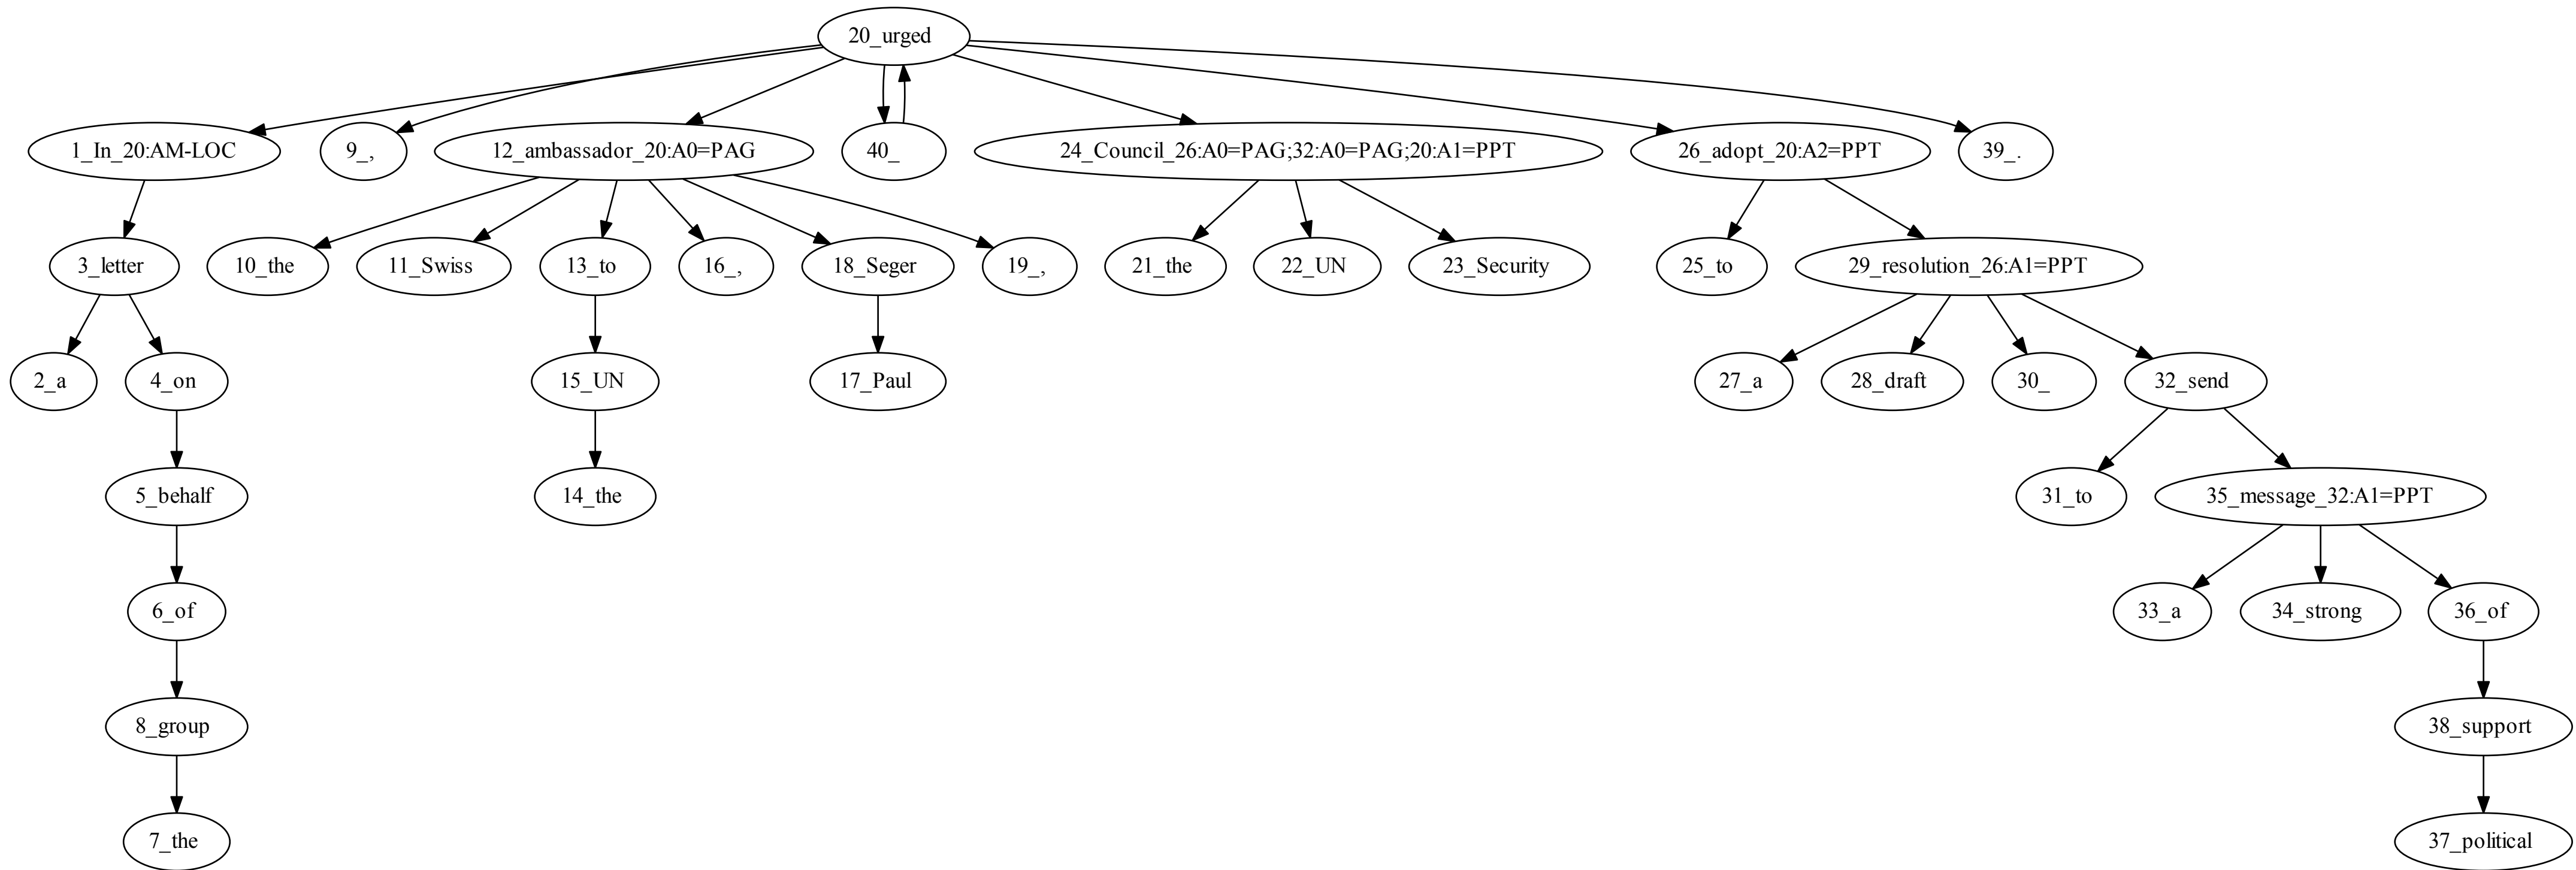 20_urged
1_In_20:AM-LOC
9_,
12_ambassador_20:A0=PAG
40_
24_Council_26:A0=PAG;32:A0=PAG;20:A1=PPT
26_adopt_20:A2=PPT
39_.
3_letter
10_the
11_Swiss
13_to
16_,
18_Seger
19_,
21_the
22_UN
23_Security
25_to
29_resolution_26:A1=PPT
2_a
4_on
15_UN
17_Paul
27_a
28_draft
30_
32_send
5_behalf
14_the
31_to
35_message_32:A1=PPT
6_of
33_a
34_strong
36_of
8_group
38_support
7_the
37_political